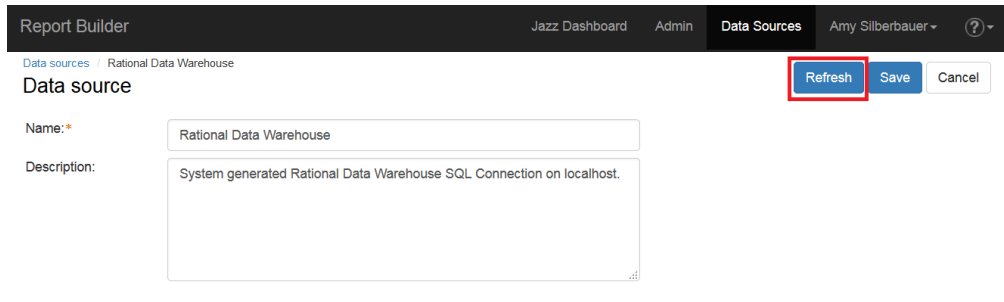 Report Builder Jazz Dashboard Admin Data Sources Amy Silberbauer ?
Data sources / Rational Data Warehouse
Data source Refresh Save Cancel
Name:* Rational Data Warehouse
Description: System generated Rational Data Warehouse SQL Connection on localhost.